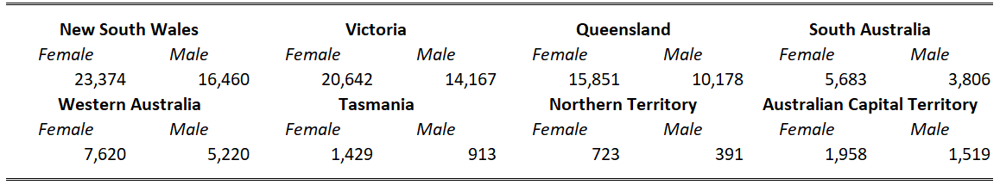 New South Wales Victoria Queensland South Australia
Female Male Female Male Female Male Female Male
23,374 16,460 20,642 14,167 15,851 10,178 5,683 3,806
Western Australia Tasmania Northern Territory Australian Capital Territory
Female Male Female Male Female Male Female Male
7,620 5,220 1,429 913 723 391 1,958 1,519